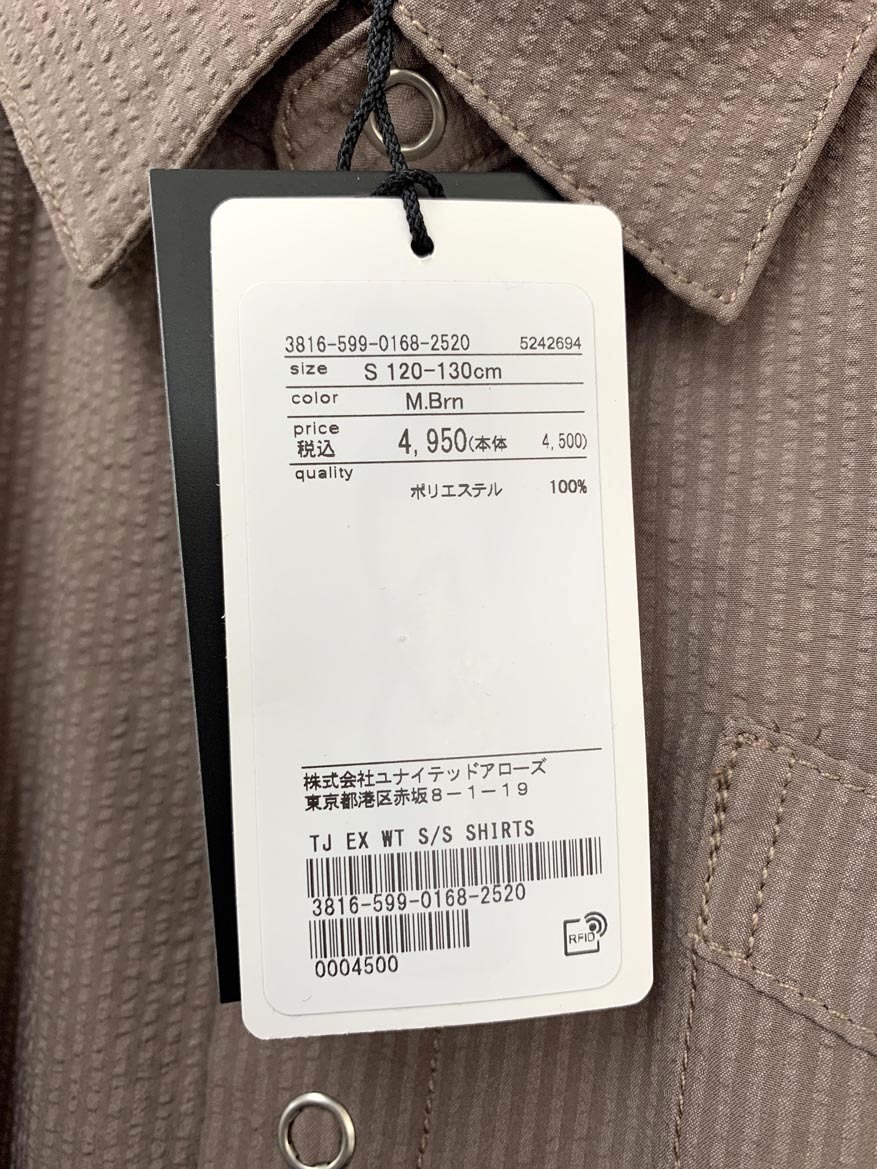 3816-599-0168-2520 5242694
size S 120-130cm
color M.Brn
price
税込 4,950(本体 4,500)
quality
ポリエステル 100%
株式会社ユナイテッドアローズ
東京都港区赤坂8-1-19
TJ EX WT S/S SHIRTS
3816-599-0168-2520
RFID
0004500